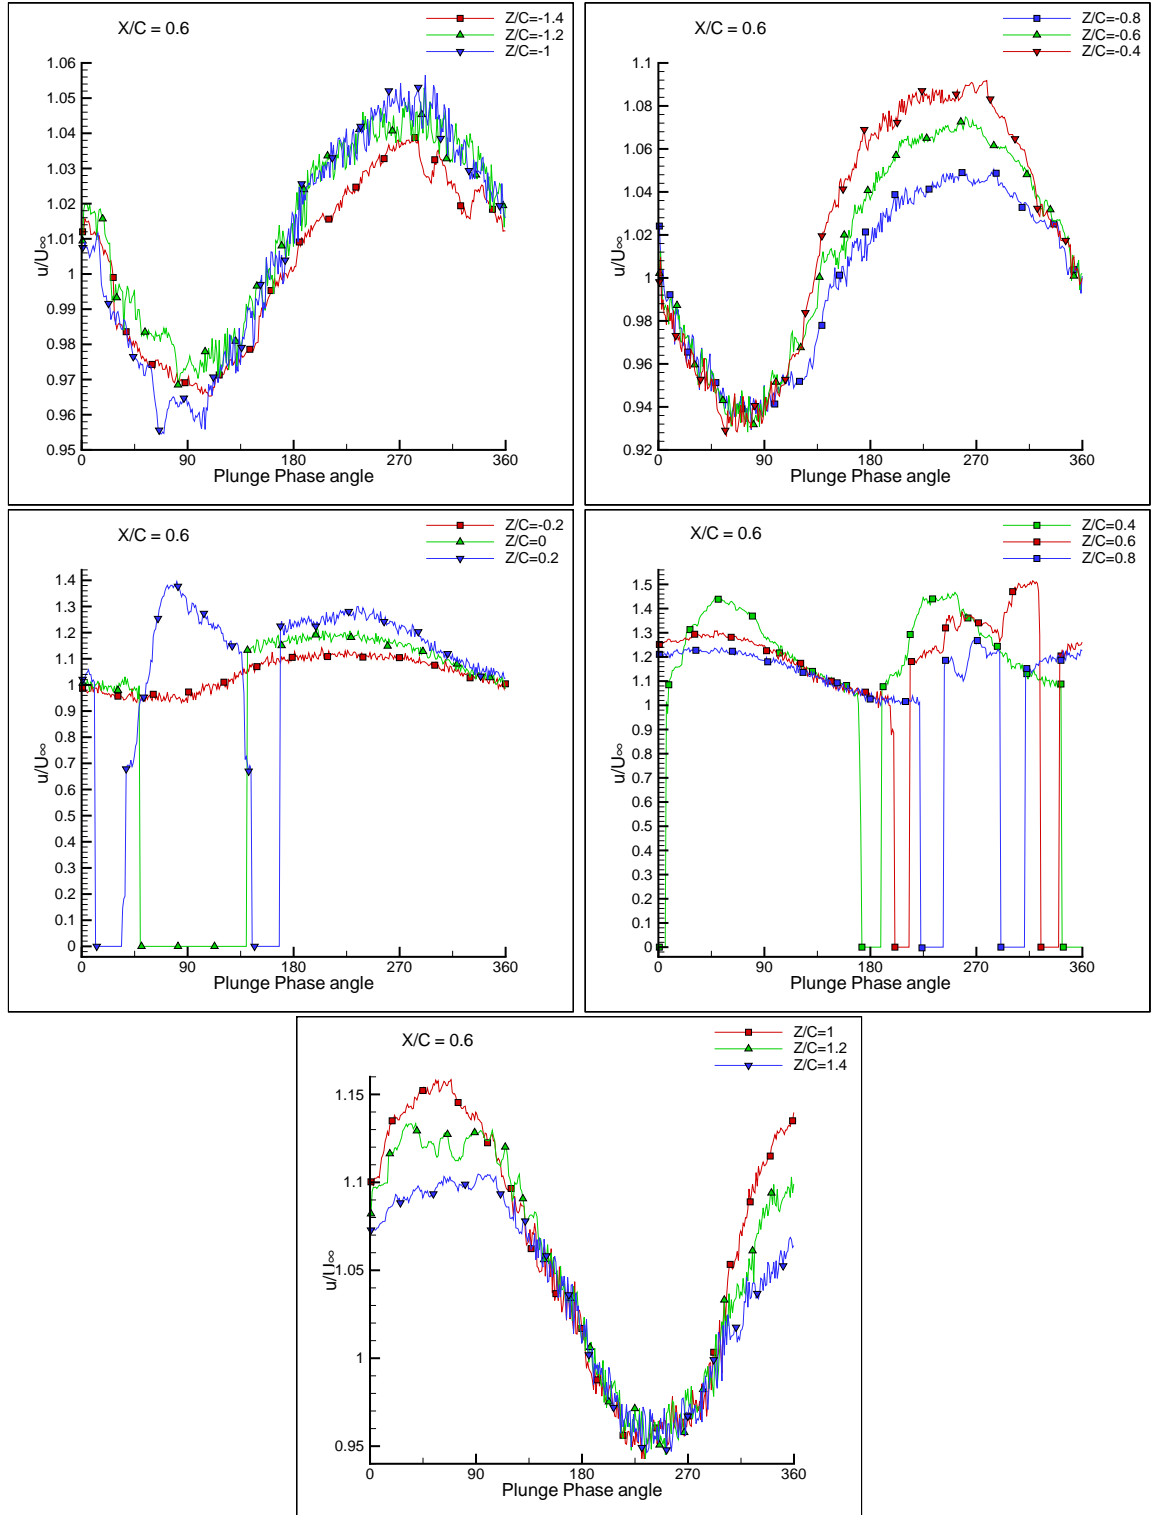 X/C = 0.6
Z/C=-1.4
Z/C=-1.2
Z/C=-1
1.06
1.05
1.04
1.03
1.02
1.01
1
0.99
0.98
0.97
0.96
0.95
u/U∞
0 90 180 270 360
Plunge Phase angle
X/C = 0.6
Z/C=-0.8
Z/C=-0.6
Z/C=-0.4
1.1
1.08
1.06
1.04
1.02
1
0.98
0.96
0.94
0.92
u/U∞
0 90 180 270 360
Plunge Phase angle
X/C = 0.6
Z/C=-0.2
Z/C=0
Z/C=0.2
1.4
1.3
1.2
1.1
1
0.9
0.8
0.7
0.6
0.5
0.4
0.3
0.2
0.1
0
u/U∞
0 90 180 270 360
Plunge Phase angle
X/C = 0.6
Z/C=0.4
Z/C=0.6
Z/C=0.8
1.5
1.4
1.3
1.2
1.1
1
0.9
0.8
0.7
0.6
0.5
0.4
0.3
0.2
0.1
0
u/U∞
0 90 180 270 360
Plunge Phase angle
X/C = 0.6
Z/C=1
Z/C=1.2
Z/C=1.4
1.15
1.1
1.05
1
0.95
u/U∞
0 90 180 270 360
Plunge Phase angle